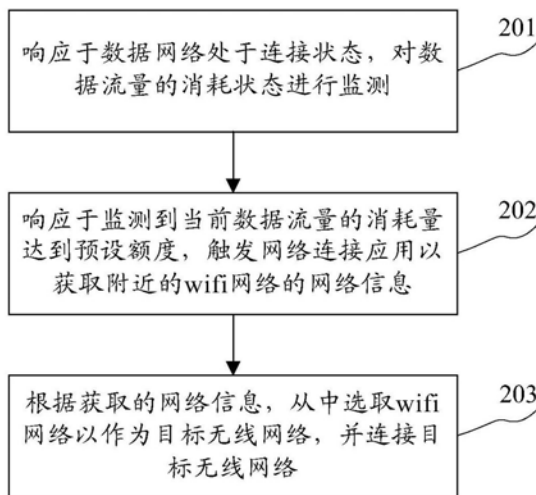 201
响应于数据网络处于连接状态，对数
据流量的消耗状态进行监测
202
响应于监测到当前数据流量的消耗量
达到预设额度，触发网络连接应用以
获取附近的wifi网络的网络信息
203
根据获取的网络信息，从中选取wifi
网络以作为目标无线网络，并连接目
标无线网络